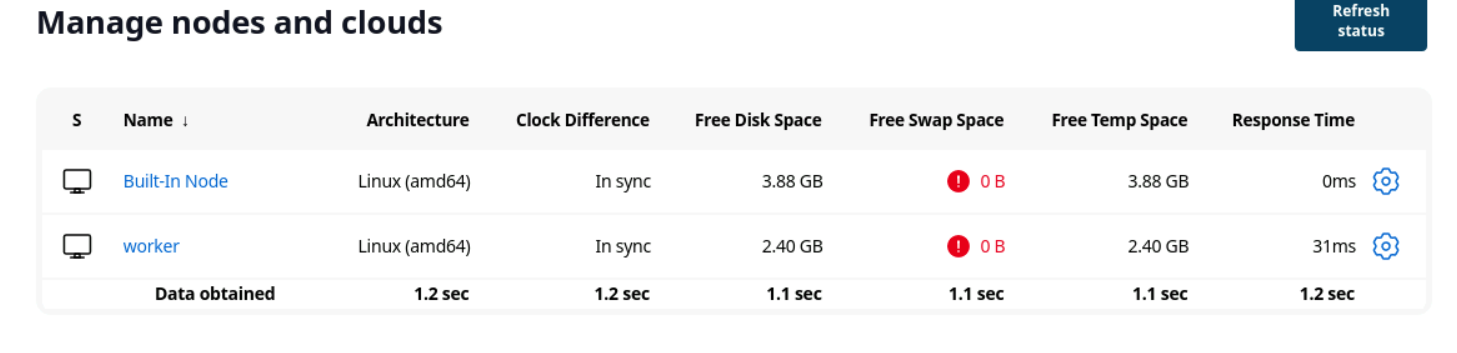 Manage nodes and clouds
Refresh
status
S Name ↓ Architecture Clock Difference Free Disk Space Free Swap Space Free Temp Space Response Time
Built-In Node Linux (amd64) In sync 3.88 GB ! 0 B 3.88 GB 0ms
worker Linux (amd64) In sync 2.40 GB ! 0 B 2.40 GB 31ms
Data obtained 1.2 sec 1.2 sec 1.1 sec 1.1 sec 1.1 sec 1.2 sec